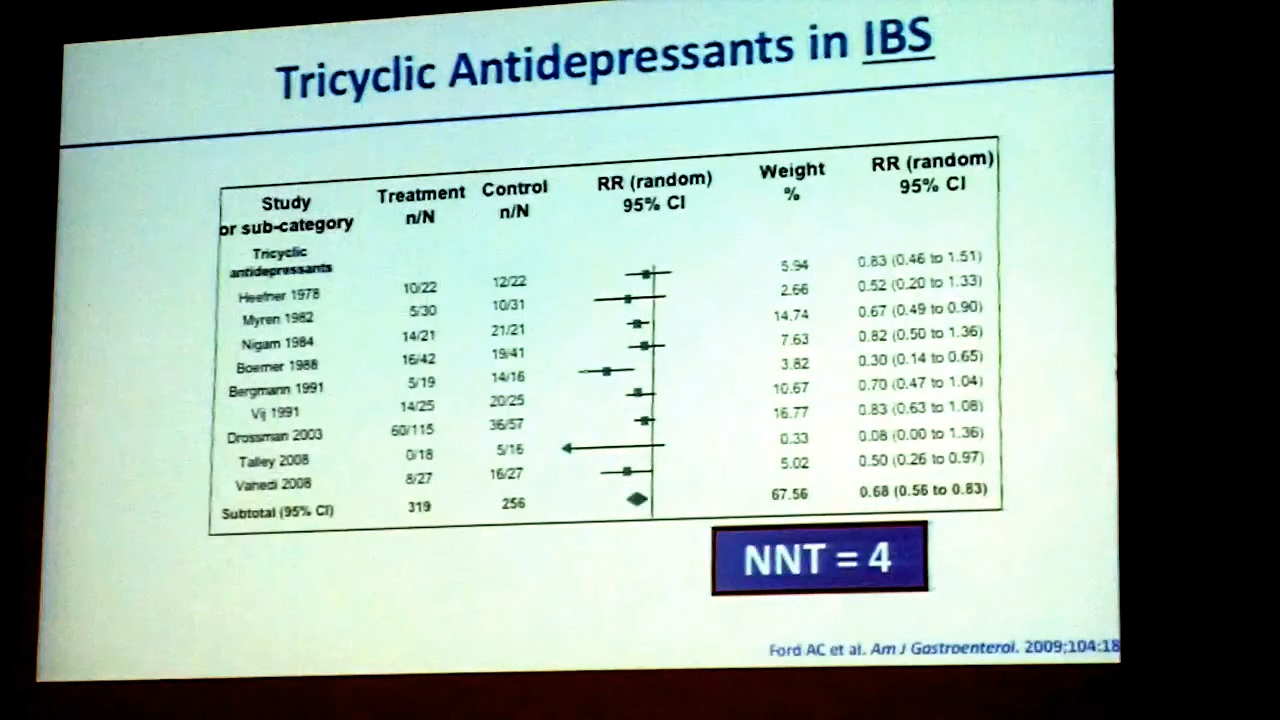 Tricyclic Antidepressants in IBS
Study
or sub-category
Treatment
n/N
Control
n/N
RR (random)
95% CI
Weight
%
RR (random)
95% CI
Tricyclic
antidepressants
Heefner 1978 10/22 12/22 5.94 0.83 (0.46 to 1.51)
Myren 1982 5/30 10/31 2.66 0.52 (0.20 to 1.33)
Nigam 1984 14/21 21/21 14.74 0.67 (0.49 to 0.90)
Boerner 1988 16/42 19/41 7.63 0.82 (0.50 to 1.36)
Bergmann 1991 5/19 14/16 3.82 0.30 (0.14 to 0.65)
Vij 1991 14/25 20/25 10.67 0.70 (0.47 to 1.04)
Drossman 2003 60/115 36/57 16.77 0.83 (0.63 to 1.08)
Talley 2008 0/18 5/16 0.33 0.08 (0.00 to 1.36)
Vahedi 2008 8/27 16/27 5.02 0.50 (0.26 to 0.97)
Subtotal (95% CI) 319 256 67.56 0.68 (0.56 to 0.83)
NNT = 4
Ford AC et al. Am J Gastroenterol. 2009;104:18